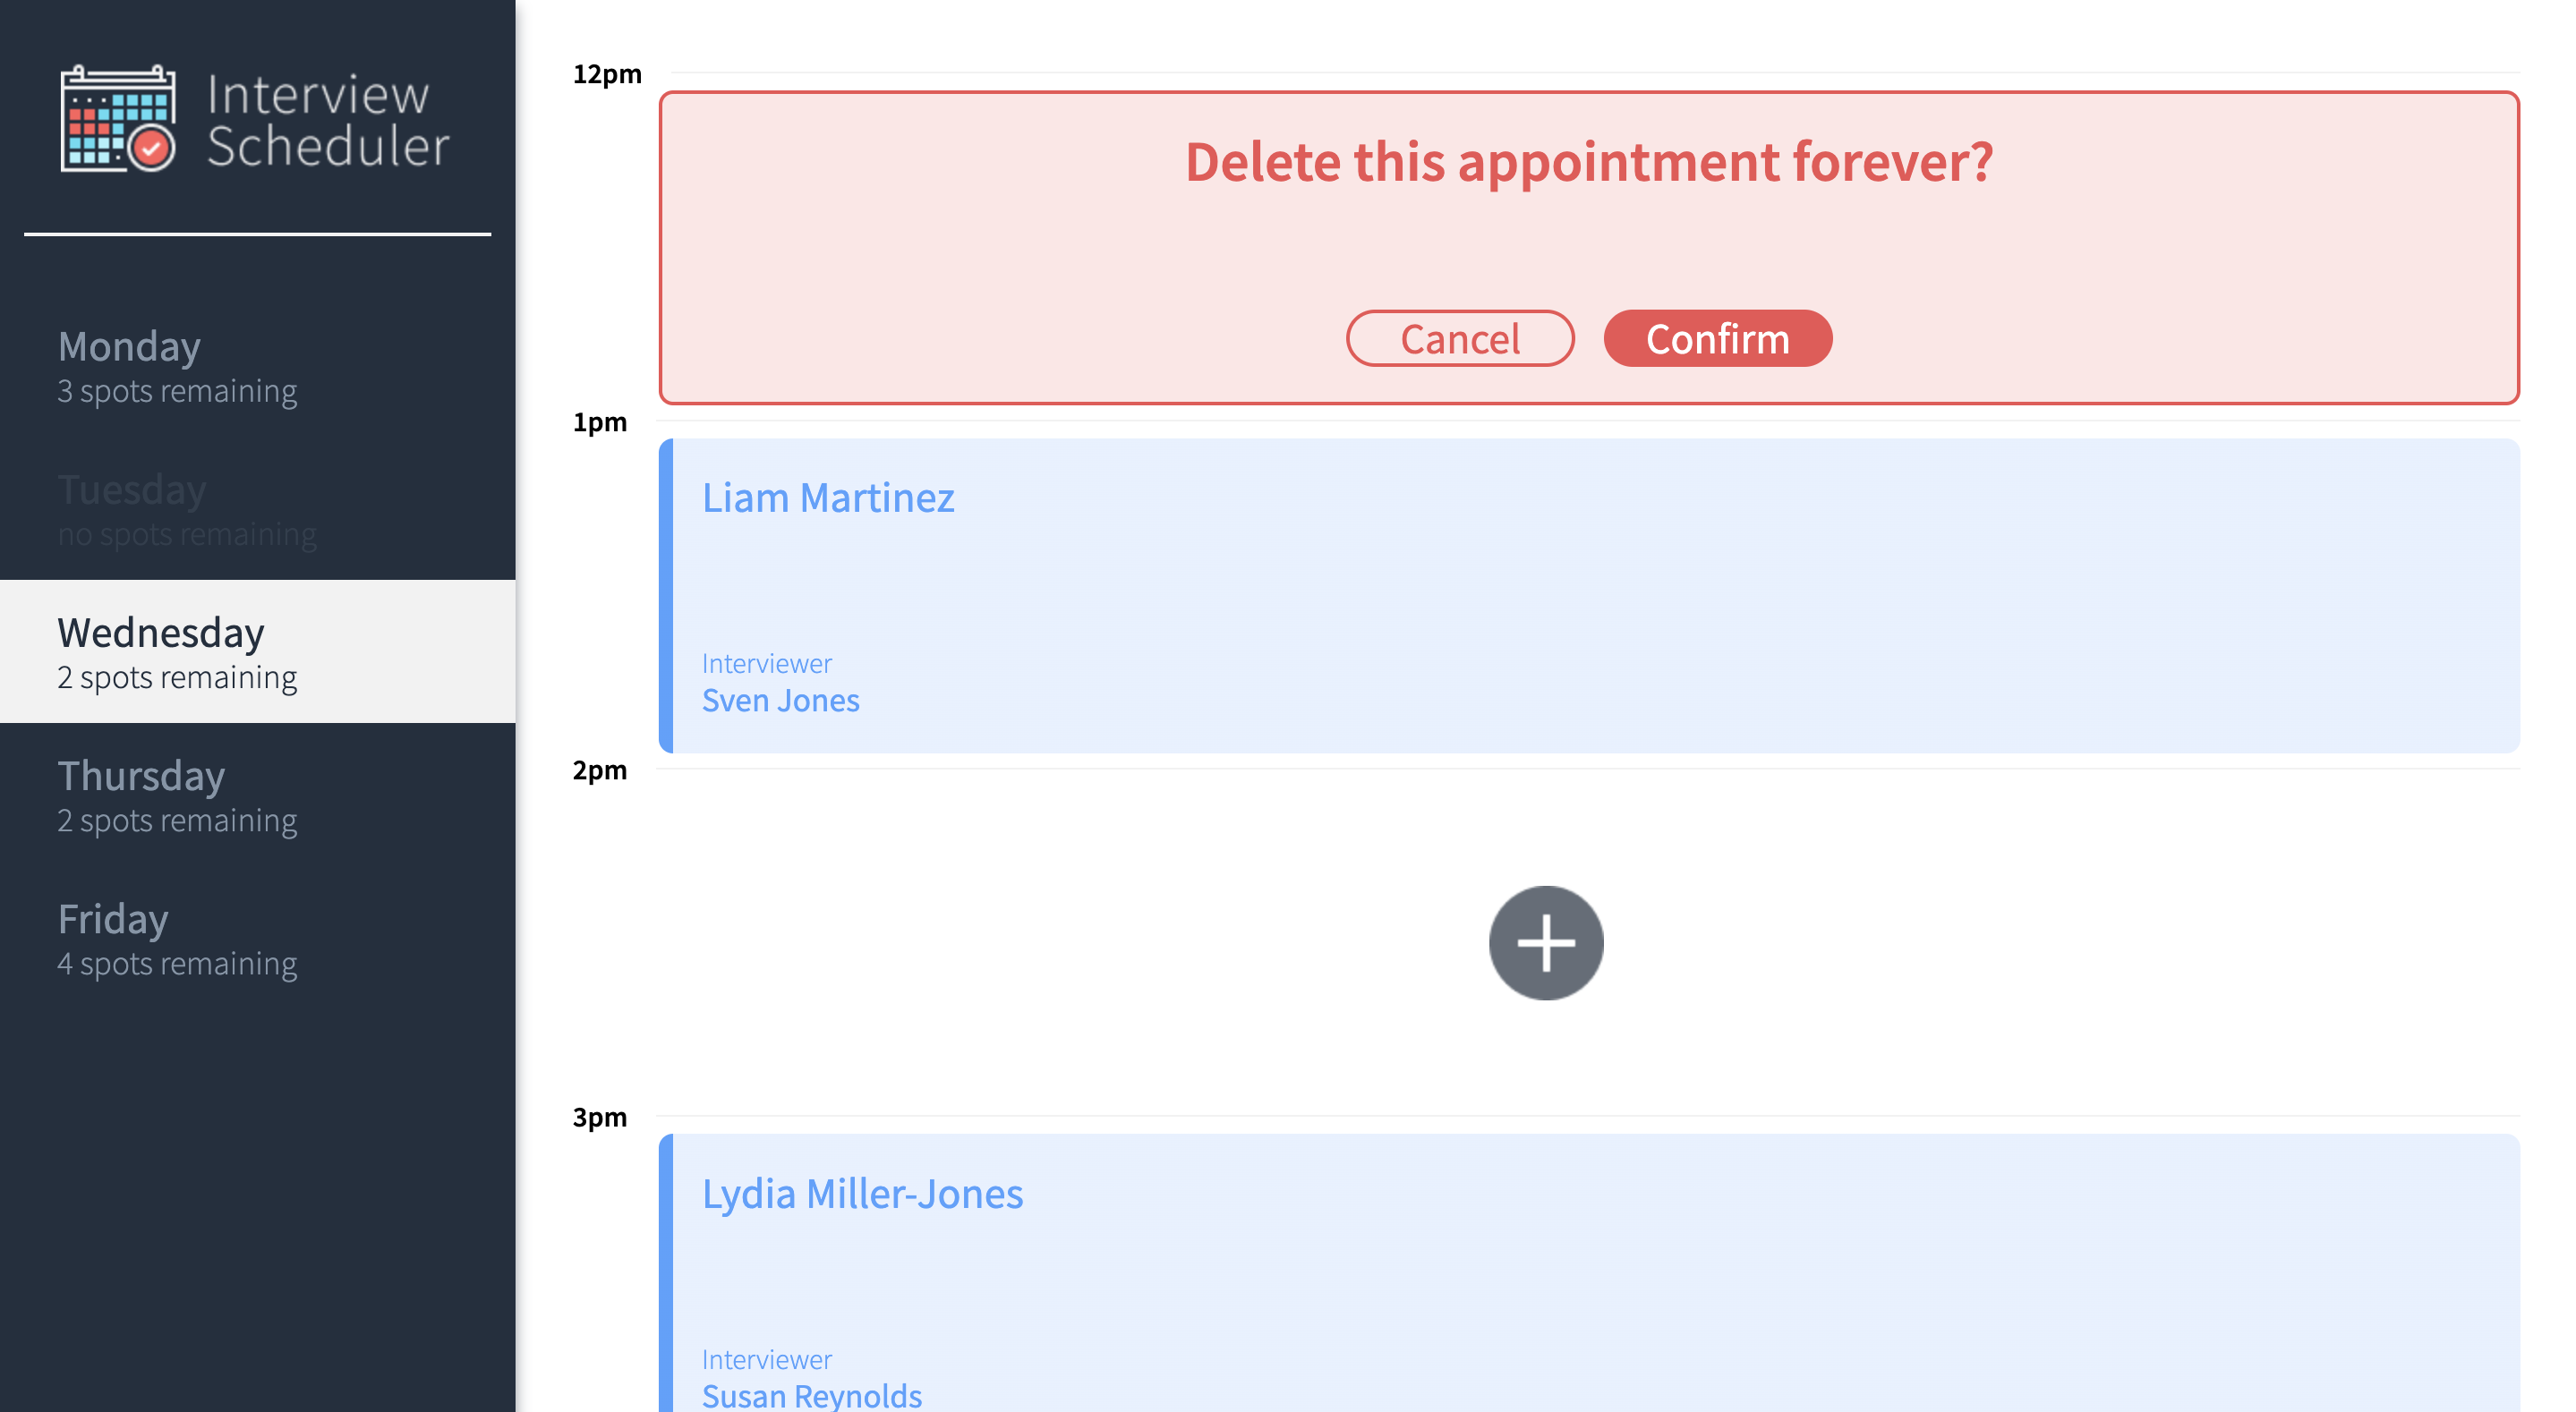 Interview
Scheduler
Monday
3 spots remaining
Tuesday
no spots remaining
Wednesday
2 spots remaining
Thursday
2 spots remaining
Friday
4 spots remaining
12pm
Delete this appointment forever?
Cancel Confirm
1pm
Liam Martinez
Interviewer
Sven Jones
2pm
3pm
Lydia Miller-Jones
Interviewer
Susan Reynolds